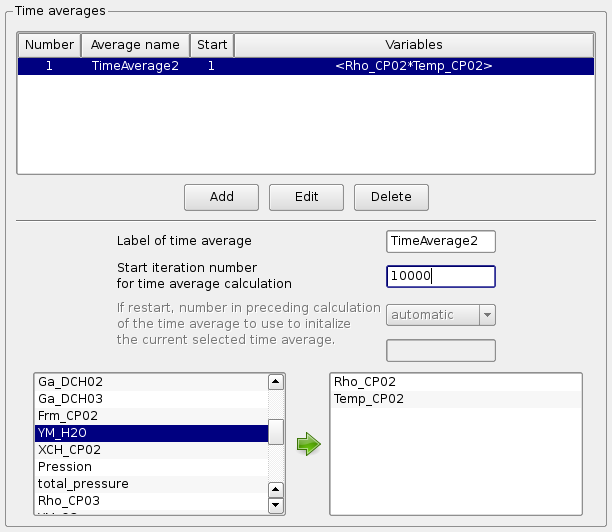 Time averages
Number Average name Start Variables
1 TimeAverage2 1 <Rho_CP02*Temp_CP02>
Add Edit Delete
Label of time average TimeAverage2
Start iteration number
for time average calculation 10000
If restart, number in preceding calculation
of the time average to use to initalize automatic
the current selected time average.
Ga_DCH02
Ga_DCH03
Frm_CP02
YM_H2O
XCH_CP02
Pression
total_pressure
Rho_CP03
Rho_CP02
Temp_CP02